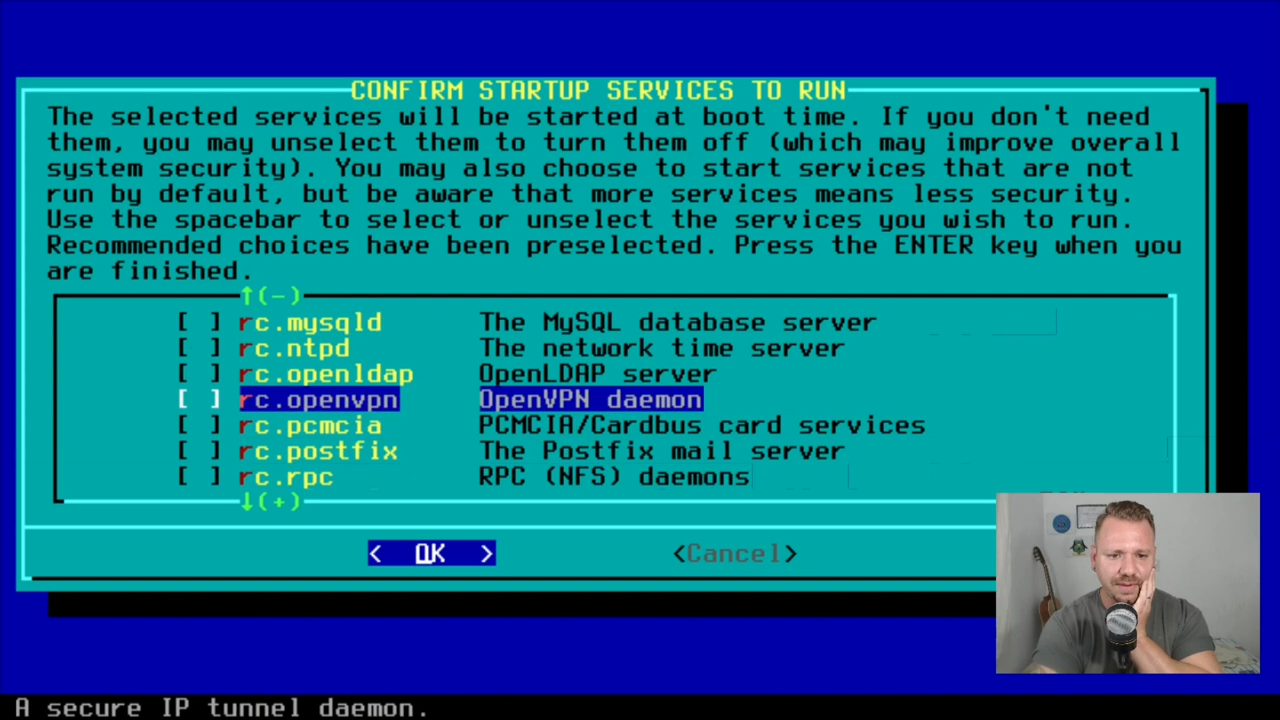 CONFIRM STARTUP SERVICES TO RUN
The selected services will be started at boot time. If you don't need
them, you may unselect them to turn them off (which may improve overall
system security). You may also choose to start services that are not
run by default, but be aware that more services means less security.
Use the spacebar to select or unselect the services you wish to run.
Recommended choices have been preselected. Press the ENTER key when you
are finished.
↑(-)
[ ] rc.mysqld The MySQL database server
[ ] rc.ntpd The network time server
[ ] rc.openldap OpenLDAP server
[ ] rc.openvpn OpenVPN daemon
[ ] rc.pcmcia PCMCIA/Cardbus card services
[ ] rc.postfix The Postfix mail server
[ ] rc.rpc RPC (NFS) daemons
↓(+)
< OK > <Cancel>
A secure IP tunnel daemon.